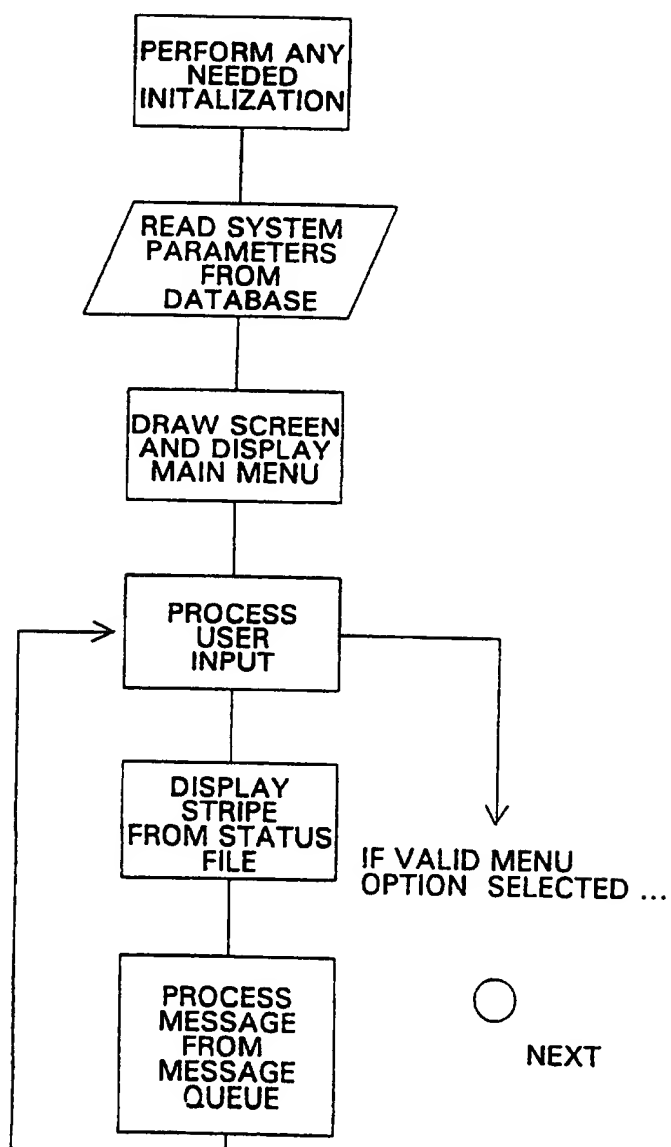 PERFORM ANY
NEEDED
INITALIZATION
READ SYSTEM
PARAMETERS
FROM
DATABASE
DRAW SCREEN
AND DISPLAY
MAIN MENU
PROCESS
USER
INPUT
DISPLAY
STRIPE
FROM STATUS
FILE
IF VALID MENU
OPTION SELECTED ...
PROCESS
MESSAGE
FROM
MESSAGE
QUEUE
NEXT